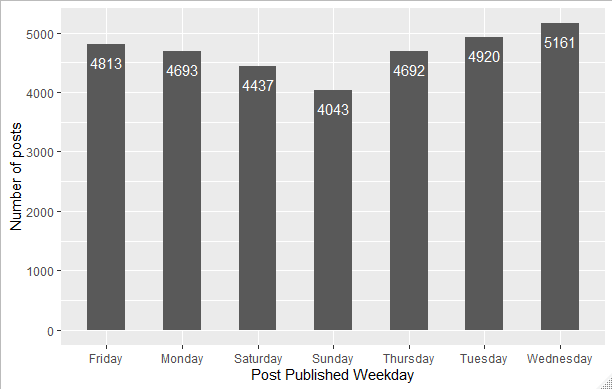 5000
4000
3000
2000
1000
0
Number of posts
4813
4693
4437
4043
4692
4920
5161
Friday
Monday
Saturday
Sunday
Thursday
Tuesday
Wednesday
Post Published Weekday